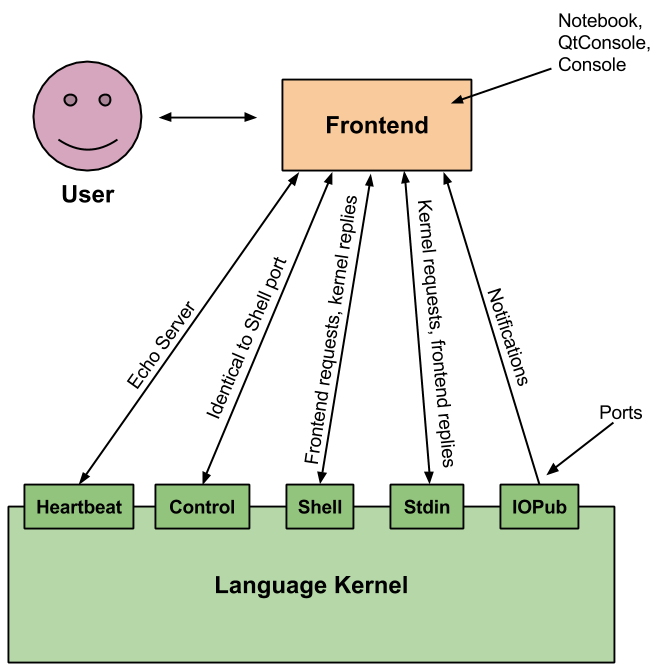 Notebook,
QtConsole,
Console
Frontend
User
Echo Server
Identical to Shell port
Frontend requests, kernel replies
Kernel requests, frontend replies
Notifications
Ports
Heartbeat
Control
Shell
Stdin
IOPub
Language Kernel